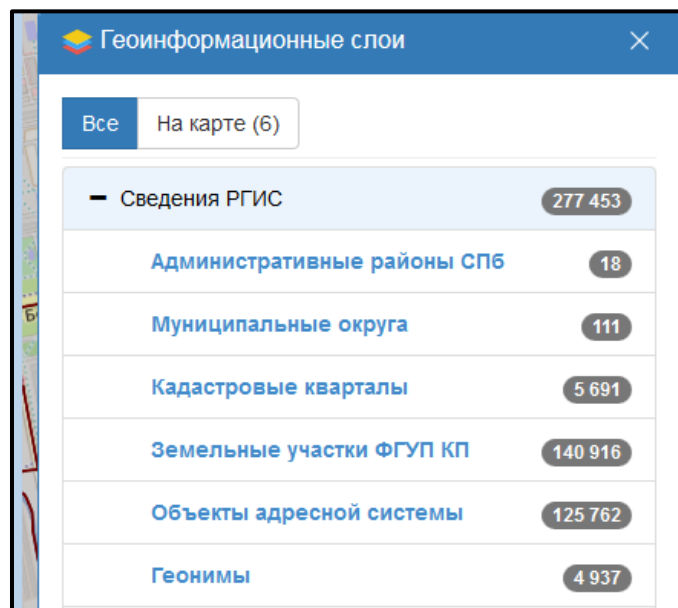 Геоинформационные слои
Все На карте (6)
Сведения РГИС 277 453
Административные районы СПб 18
Муниципальные округа 111
Кадастровые кварталы 5 691
Земельные участки ФГУП КП 140 916
Объекты адресной системы 125 762
Геонимы 4 937